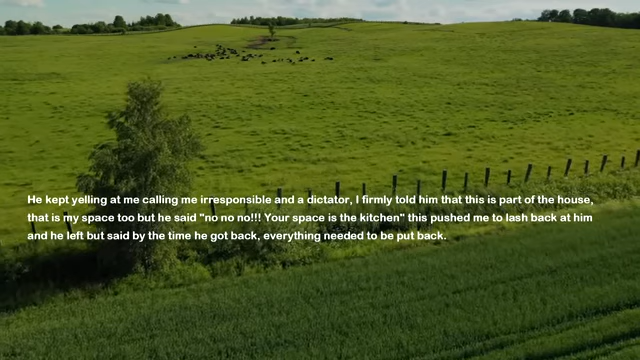 He kept yelling at me calling me irresponsible and a dictator, I firmly told him that this is part of the house,
that is my space too but he said "no no no!!! Your space is the kitchen" this pushed me to lash back at him
and he left but said by the time he got back, everything needed to be put back.